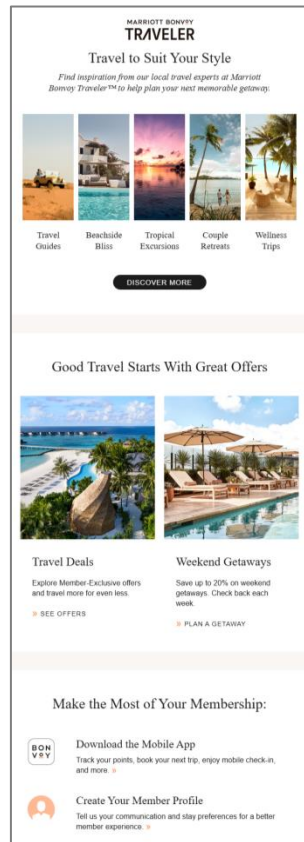 MARRIOTT BONVOY
TRAVELER
Travel to Suit Your Style
Find inspiration from our local travel experts at Marriott
Bonvoy Traveler™ to help plan your next memorable getaway.
Travel
Guides
Beachside
Bliss
Tropical
Excursions
Couple
Retreats
Wellness
Trips
DISCOVER MORE
Good Travel Starts With Great Offers
Travel Deals
Explore Member-Exclusive offers
and travel more for even less.
» SEE OFFERS
Weekend Getaways
Save up to 20% on weekend
getaways. Check back each
week.
» PLAN A GETAWAY
Make the Most of Your Membership:
BON
VOY
Download the Mobile App
Track your points, book your next trip, enjoy mobile check-in,
and more. »
Create Your Member Profile
Tell us your communication and stay preferences for a better
member experience. »